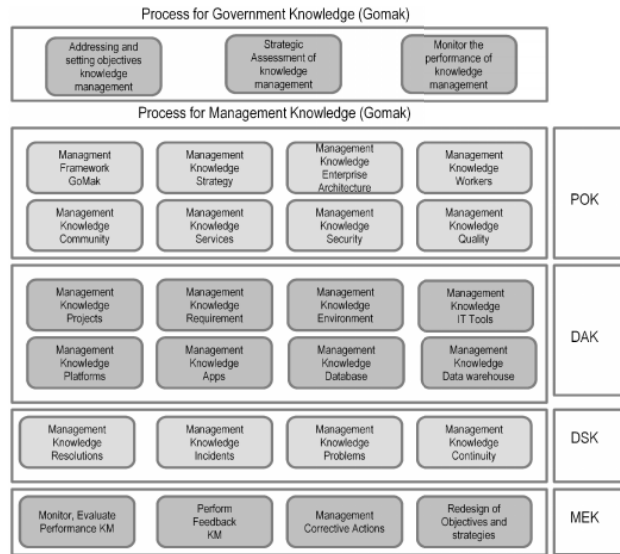 Process for Government Knowledge (Gomak)
Addressing and
setting objectives
knowledge
management
Strategic
Assessment of
knowledge
management
Monitor the
performance of
knowledge
management
Process for Management Knowledge (Gomak)
Managment
Framework
GoMak
Management
Knowledge
Strategy
Management
Knowledge
Enterprise
Architecture
Management
Knowledge
Workers
POK
Management
Knowledge
Community
Management
Knowledge
Services
Management
Knowledge
Security
Management
Knowledge
Quality
Management
Knowledge
Projects
Management
Knowledge
Requirement
Management
Knowledge
Environment
Management
Knowledge
IT Tools
DAK
Management
Knowledge
Platforms
Management
Knowledge
Apps
Management
Knowledge
Database
Management
Knowledge
Data warehouse
Management
Knowledge
Resolutions
Management
Knowledge
Incidents
Management
Knowledge
Problems
Management
Knowledge
Continuity
DSK
Monitor, Evaluate
Performance KM
Perform
Feedback
KM
Management
Corrective Actions
Redesign of
Objectives and
strategies
MEK